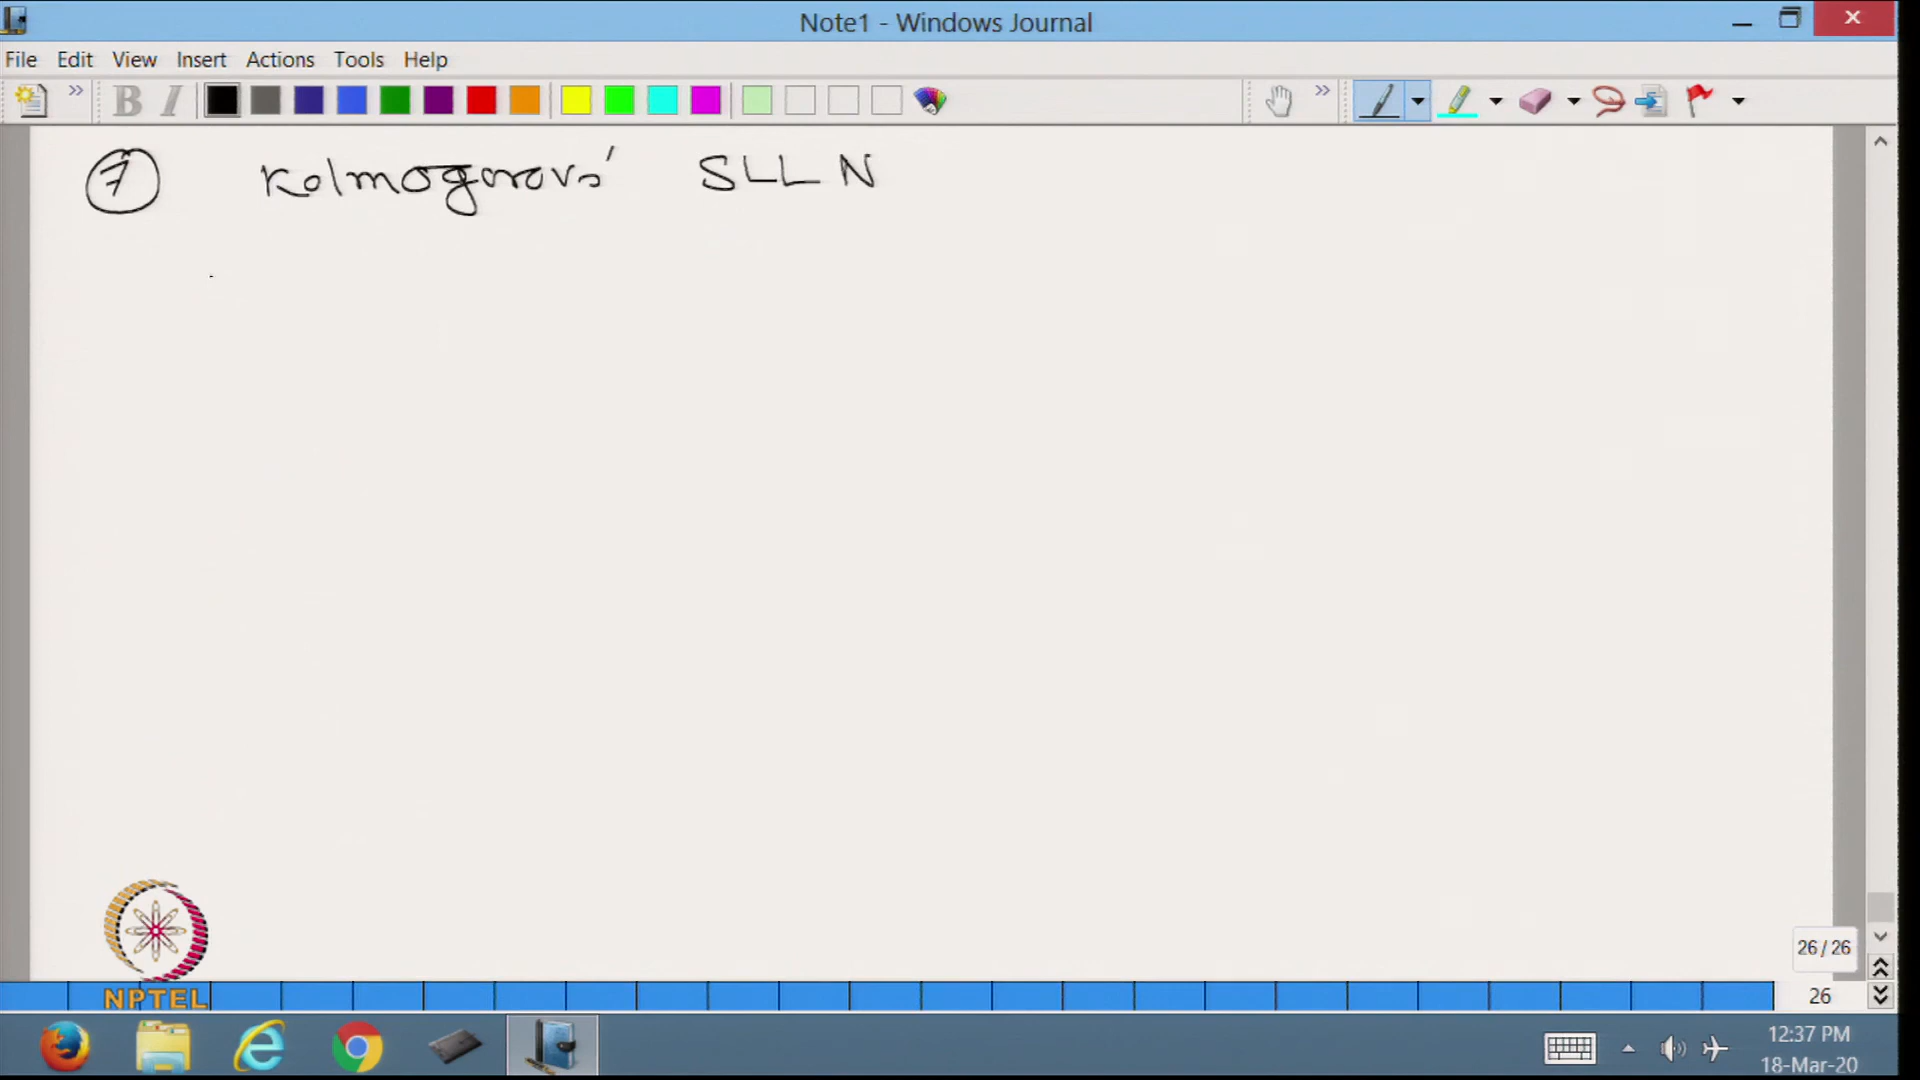 Note1 - Windows Journal
File Edit View Insert Actions Tools Help
B I
7 Kolmogorovs' SLLN
26 / 26
NPTEL
26
12:37 PM
18-Mar-20